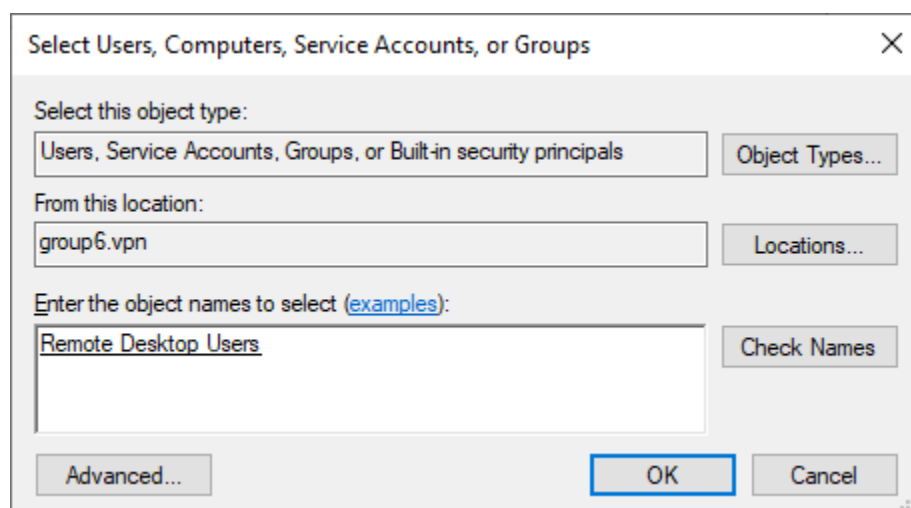 Select Users, Computers, Service Accounts, or Groups
Select this object type:
Users, Service Accounts, Groups, or Built-in security principals
Object Types...
From this location:
group6.vpn
Locations...
Enter the object names to select (examples):
Remote Desktop Users
Check Names
Advanced...
OK
Cancel